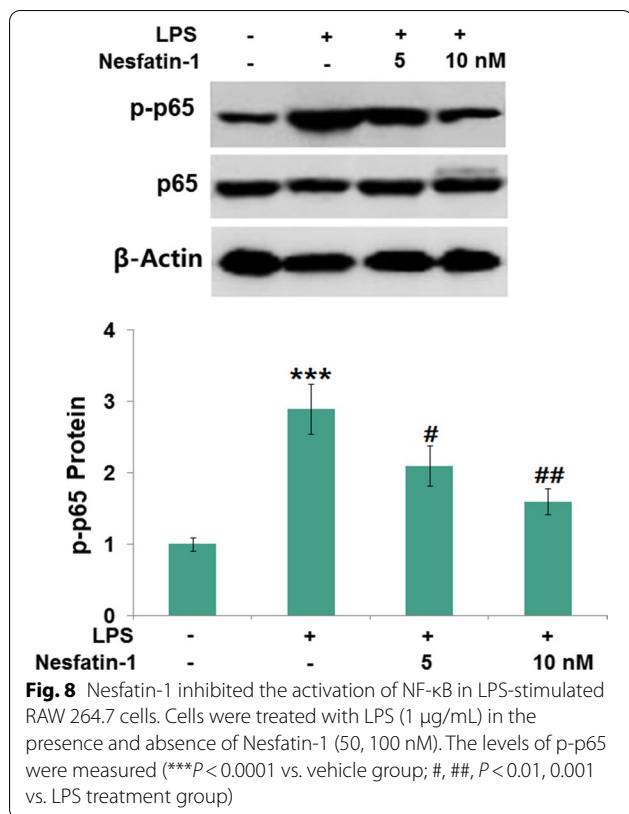 LPS - + + +
Nesfatin-1 - - 5 10 nM
p-p65
p65
β-Actin
4
3
2
1
0
p-p65 Protein
***
#
##
LPS - + + +
Nesfatin-1 - - 5 10 nM
Fig. 8 Nesfatin-1 inhibited the activation of NF-κB in LPS-stimulated
RAW 264.7 cells. Cells were treated with LPS (1 μg/mL) in the
presence and absence of Nesfatin-1 (50, 100 nM). The levels of p-p65
were measured (***P < 0.0001 vs. vehicle group; #, ##, P < 0.01, 0.001
vs. LPS treatment group)